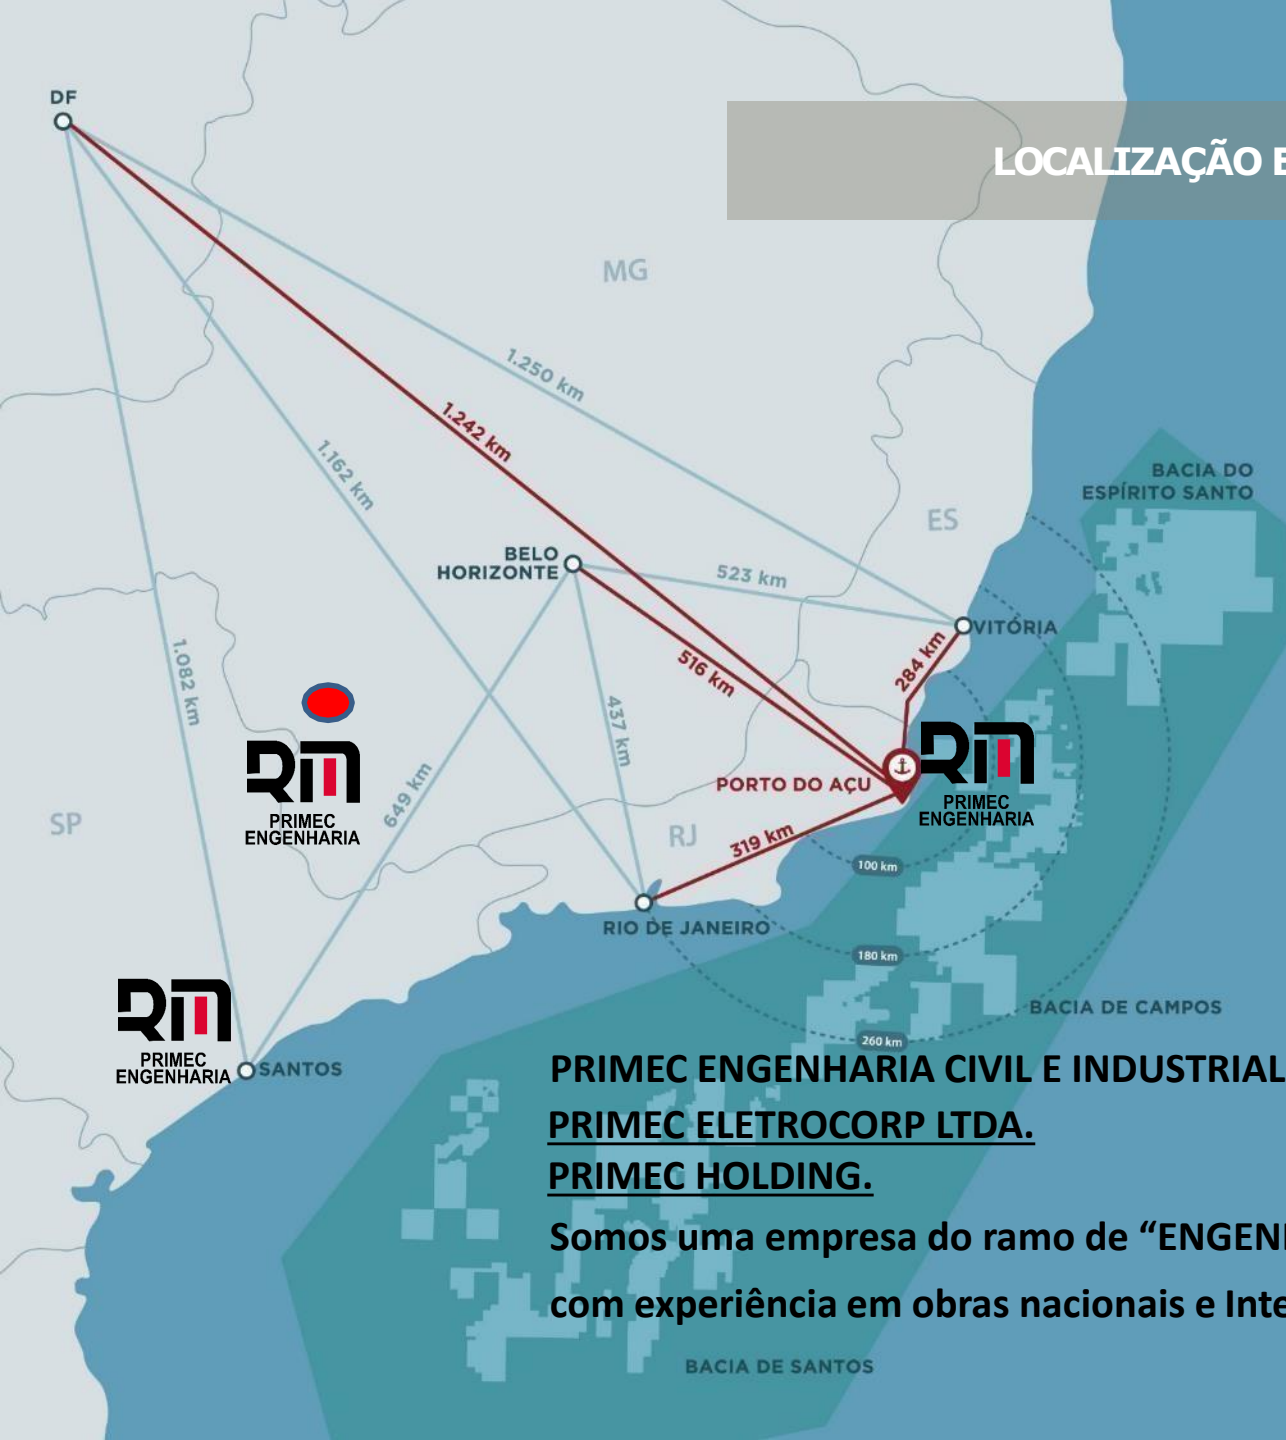 DF
LOCALIZAÇÃO E
MG
1.250 km
1.242 km
1.162 km
BACIA DO
ESPÍRITO SANTO
ES
BELO
HORIZONTE
523 km
VITÓRIA
1.082 km
516 km
284 km
437 km
RM
PRIMEC
ENGENHARIA
649 km
PORTO DO AÇU
RM
PRIMEC
ENGENHARIA
SP
RJ
319 km
100 km
RIO DE JANEIRO
180 km
BACIA DE CAMPOS
260 km
RM
PRIMEC
ENGENHARIA
SANTOS
PRIMEC ENGENHARIA CIVIL E INDUSTRIAL
PRIMEC ELETROCORP LTDA.
PRIMEC HOLDING.
Somos uma empresa do ramo de “ENGEN
com experiência em obras nacionais e Inte
BACIA DE SANTOS